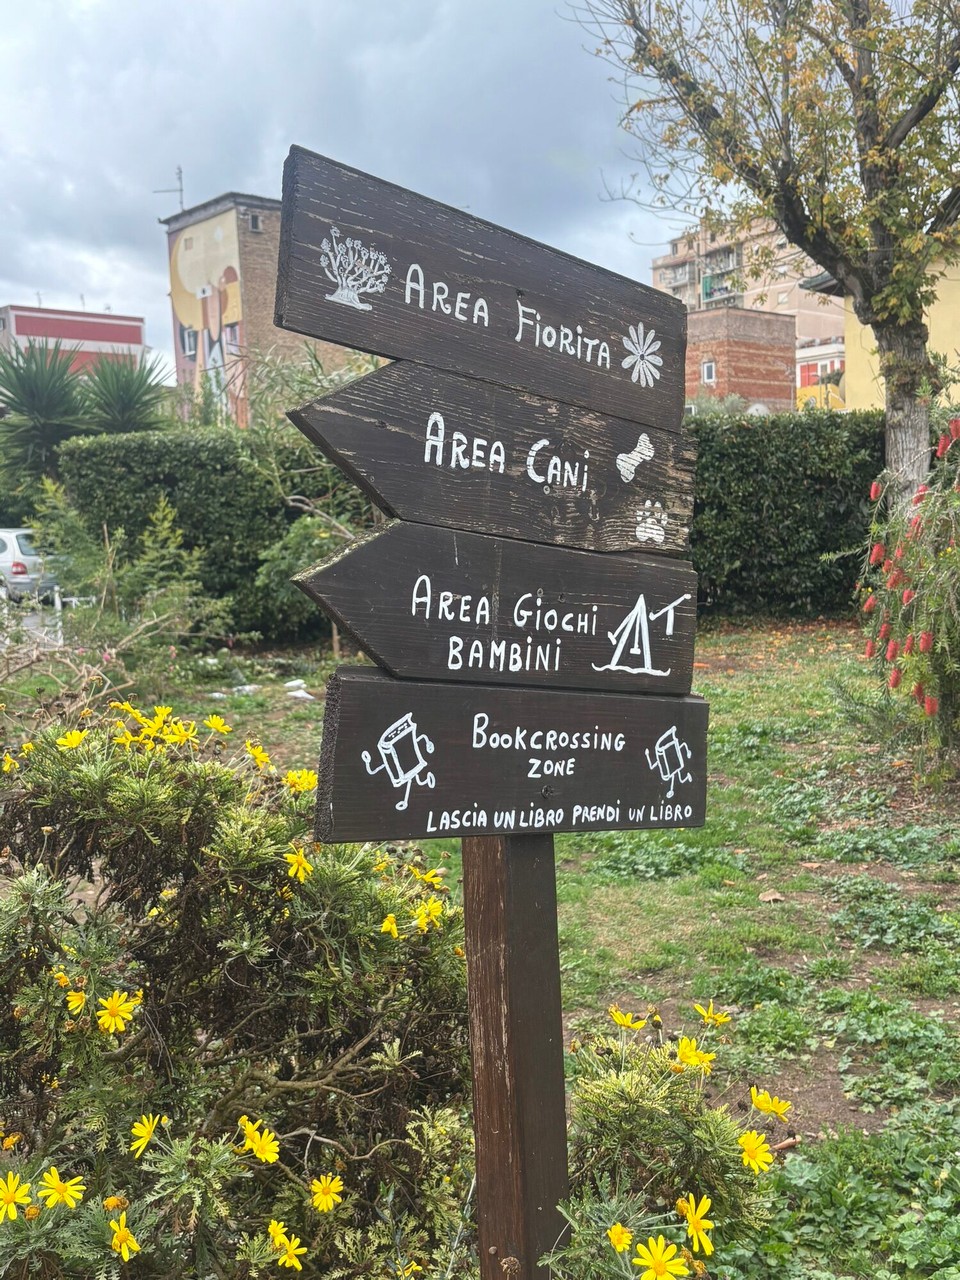 AREA FiORiTA
AREA CANi
AREA GiOCHi
BAMBiNi
BOOKCROSSING
ZONE
LASCiA UN LiBRO PRENDi UN LiBRO